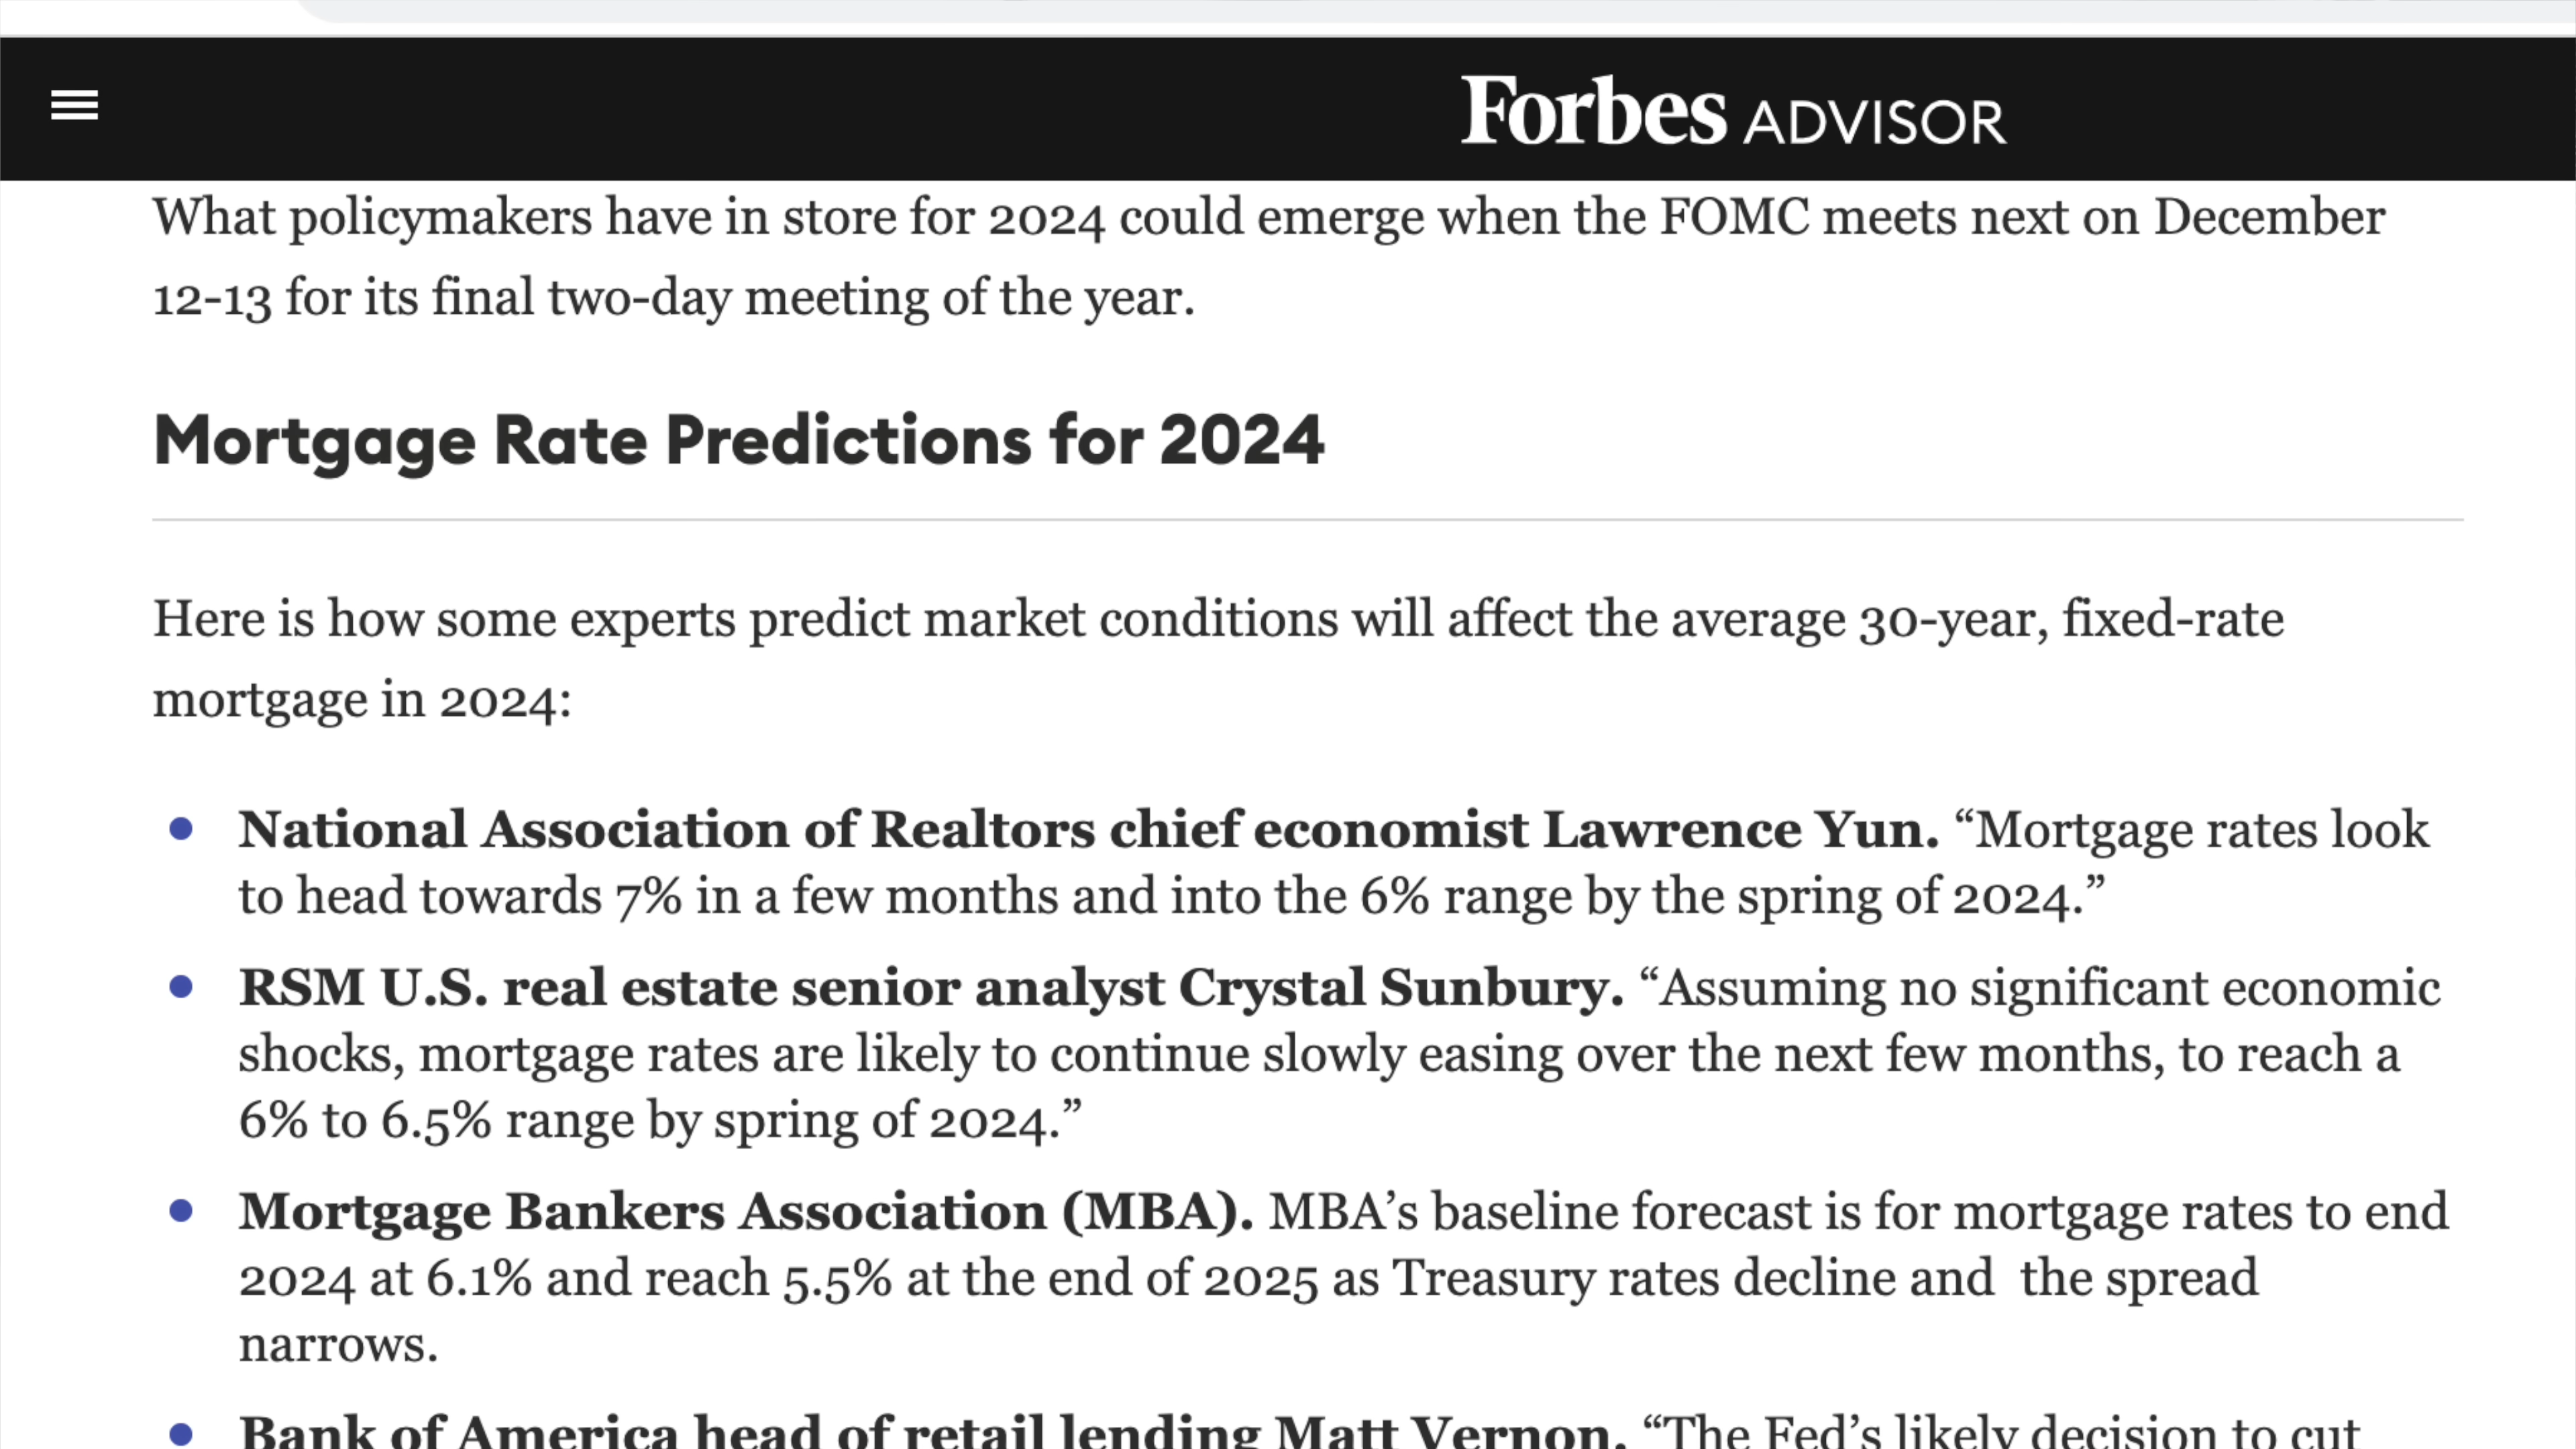 Forbes ADVISOR
What policymakers have in store for 2024 could emerge when the FOMC meets next on December
12-13 for its final two-day meeting of the year.
Mortgage Rate Predictions for 2024
Here is how some experts predict market conditions will affect the average 30-year, fixed-rate
mortgage in 2024:
• National Association of Realtors chief economist Lawrence Yun. “Mortgage rates look
to head towards 7% in a few months and into the 6% range by the spring of 2024.”
• RSM U.S. real estate senior analyst Crystal Sunbury. “Assuming no significant economic
shocks, mortgage rates are likely to continue slowly easing over the next few months, to reach a
6% to 6.5% range by spring of 2024.”
• Mortgage Bankers Association (MBA). MBA’s baseline forecast is for mortgage rates to end
2024 at 6.1% and reach 5.5% at the end of 2025 as Treasury rates decline and  the spread
narrows.
• Bank of America head of retail lending Matt Vernon. “The Fed’s likely decision to cut